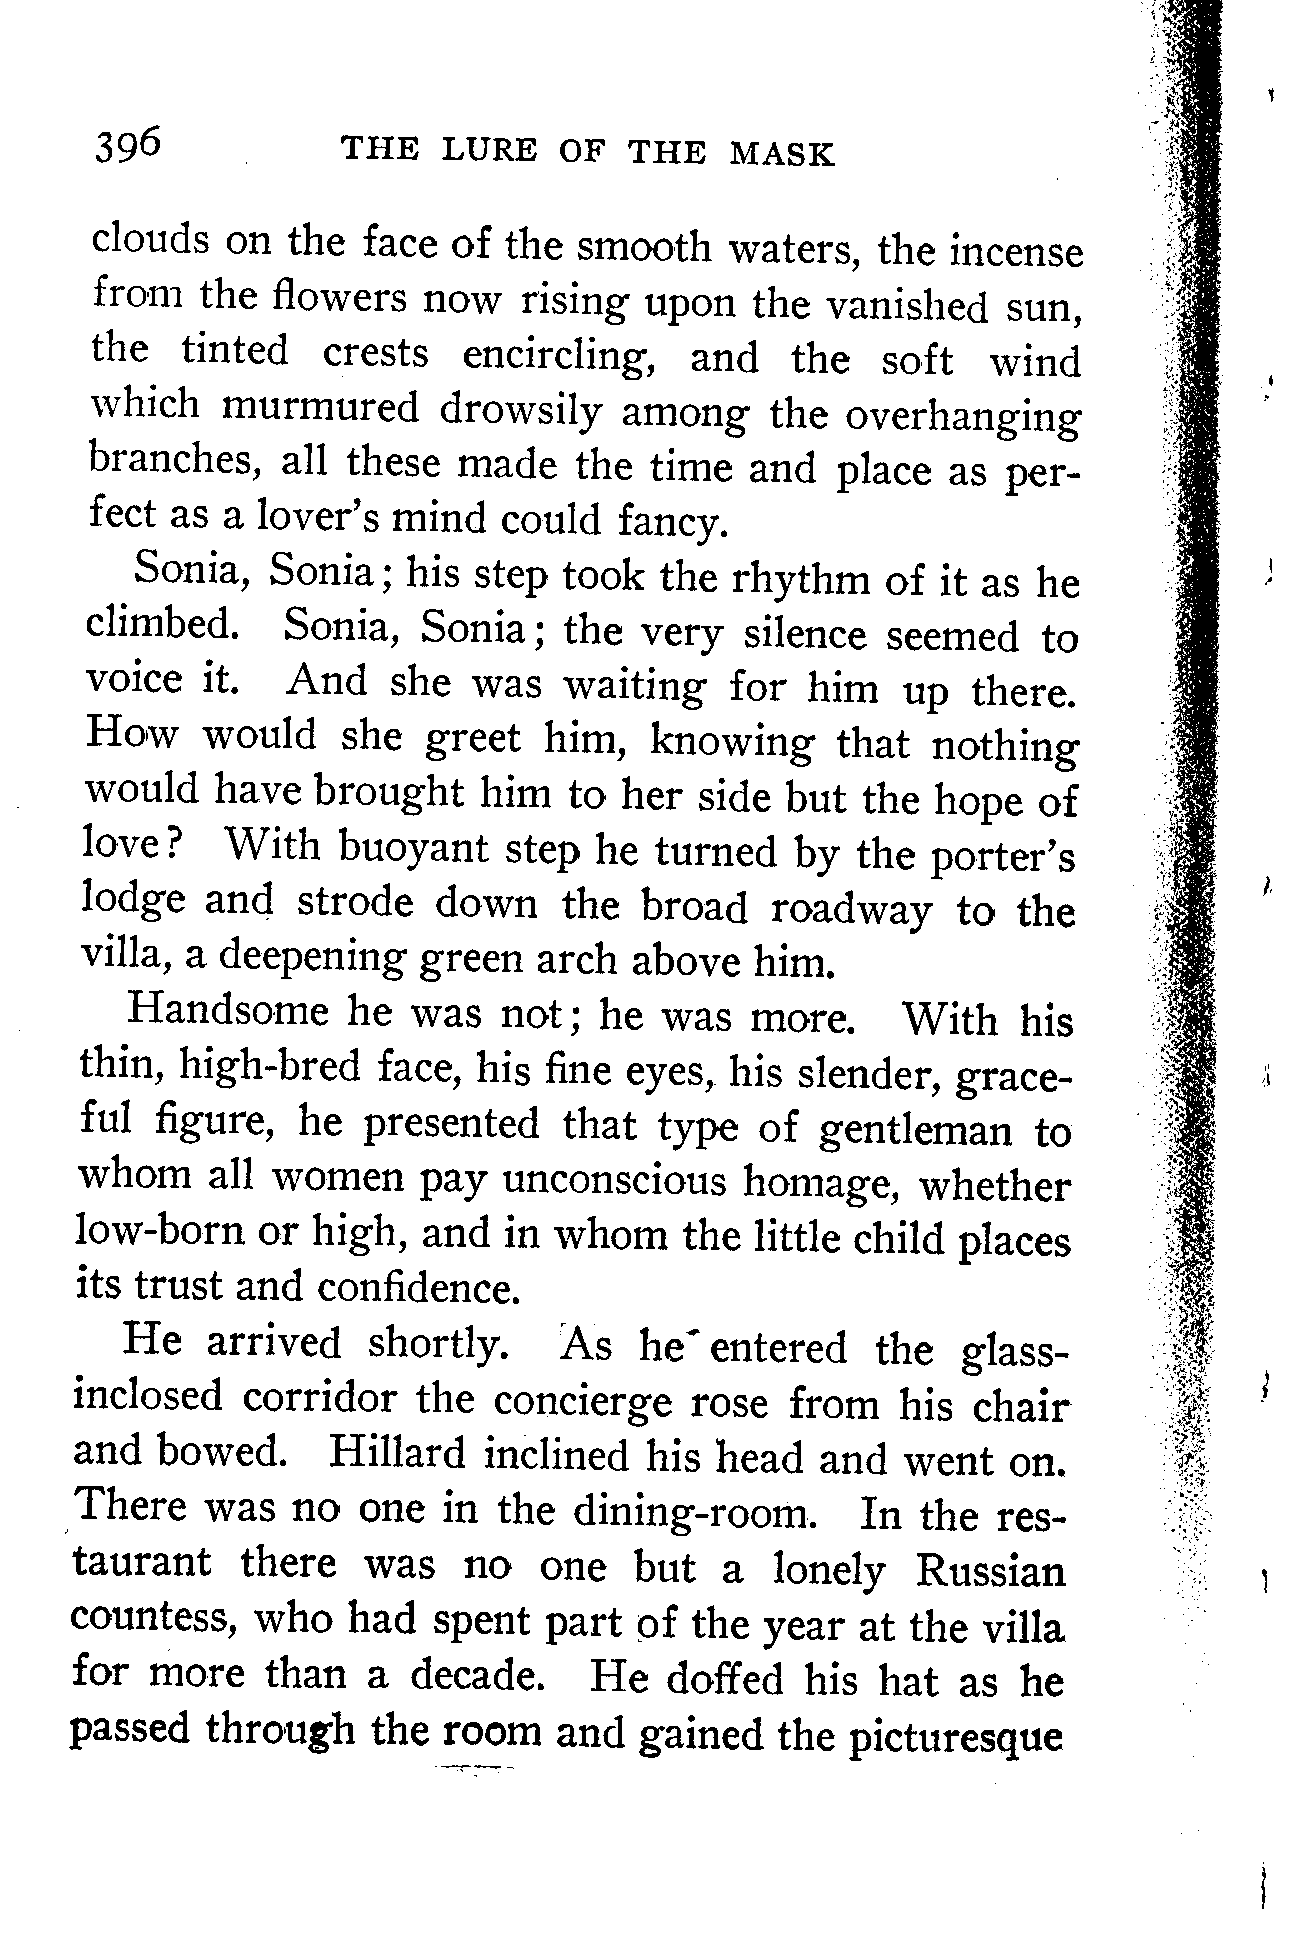 396 THE LURE OF THE MASK
clouds on the face of the smooth waters, the incense
from the flowers now rising upon the vanished sun,
the tinted crests encircling, and the soft wind
which murmured drowsily among the overhanging
branches, all these made the time and place as per-
fect as a lover's mind could fancy.
Sonia, Sonia; his step took the rhythm of it as he
climbed. Sonia, Sonia; the very silence seemed to
voice it. And she was waiting for him up there.
How would she greet him, knowing that nothing
would have brought him to her side but the hope of
love? With buoyant step he turned by the porter's
lodge and strode down the broad roadway to the
villa, a deepening green arch above him.
Handsome he was not; he was more. With his
thin, high-bred face, his fine eyes, his slender, grace-
ful figure, he presented that type of gentleman to
whom all women pay unconscious homage, whether
low-born or high, and in whom the little child places
its trust and confidence.
He arrived shortly. As he entered the glass-
inclosed corridor the concierge rose from his chair
and bowed. Hillard inclined his head and went on.
There was no one in the dining-room. In the res-
taurant there was no one but a lonely Russian
countess, who had spent part of the year at the villa
for more than a decade. He doffed his hat as he
passed through the room and gained the picturesque